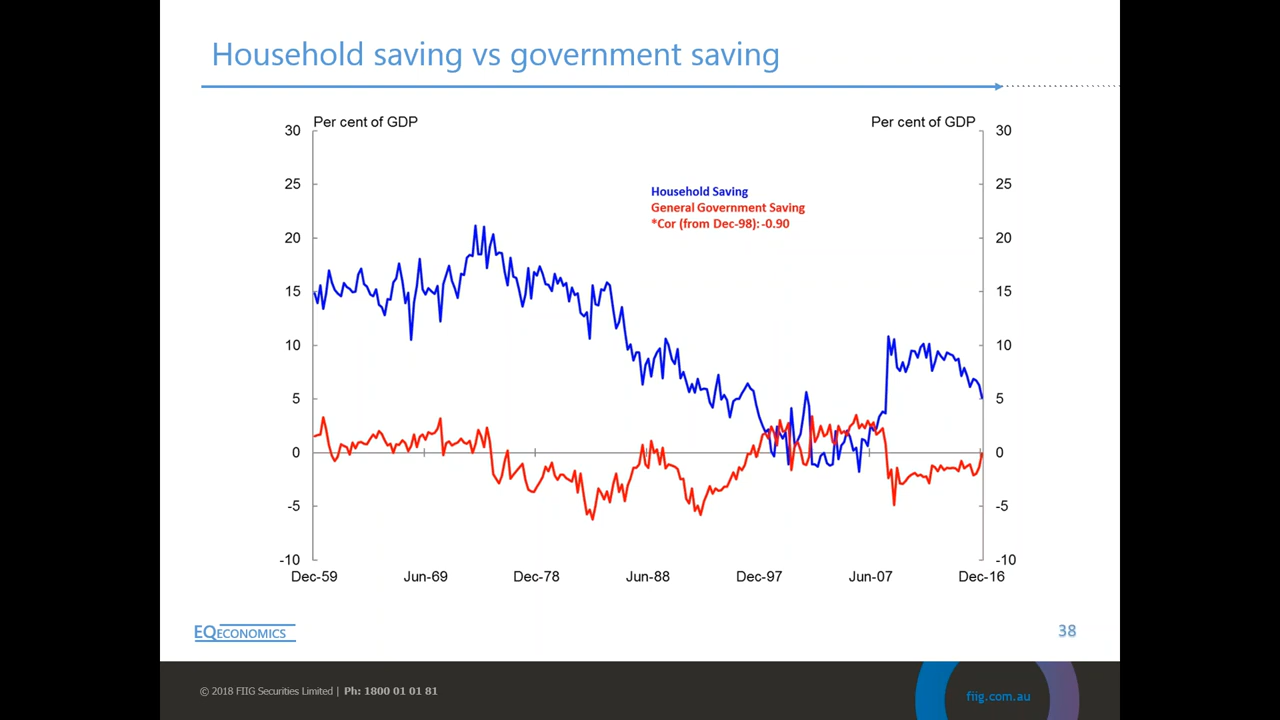 Household saving vs government saving
Per cent of GDP Per cent of GDP
30 30
25 25
Household Saving
General Government Saving
*Cor (from Dec-98): -0.90
20 20
15 15
10 10
5 5
0 0
-5 -5
-10 -10
Dec-59 Jun-69 Dec-78 Jun-88 Dec-97 Jun-07 Dec-16
EQECONOMICS 38
© 2018 FIIG Securities Limited | Ph: 1800 01 01 81 fiig.com.au